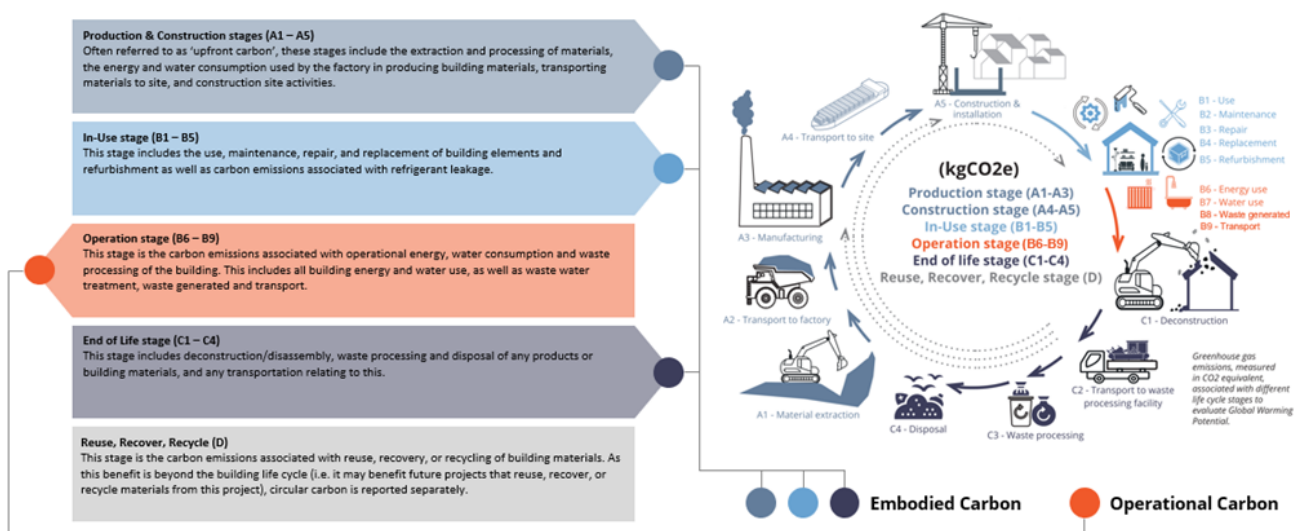 Production & Construction stages (A1 – A5)
Often referred to as ‘upfront carbon’, these stages include the extraction and processing of materials,
the energy and water consumption used by the factory in producing building materials, transporting
materials to site, and construction site activities.
In-Use stage (B1 – B5)
This stage includes the use, maintenance, repair, and replacement of building elements and
refurbishment as well as carbon emissions associated with refrigerant leakage.
Operation stage (B6 – B9)
This stage is the carbon emissions associated with operational energy, water consumption and waste
processing of the building. This includes all building energy and water use, as well as waste water
treatment, waste generated and transport.
End of Life stage (C1 – C4)
This stage includes deconstruction/disassembly, waste processing and disposal of any products or
building materials, and any transportation relating to this.
Reuse, Recover, Recycle (D)
This stage is the carbon emissions associated with reuse, recovery, or recycling of building materials. As
this benefit is beyond the building life cycle (i.e. it may benefit future projects that reuse, recover, or
recycle materials from this project), circular carbon is reported separately.
A5 - Construction &
installation
A4 - Transport to site
A3 - Manufacturing
A2 - Transport to factory
A1 - Material extraction
B1 - Use
B2 - Maintenance
B3 - Repair
B4 - Replacement
B5 - Refurbishment
B6 - Energy use
B7 - Water use
B8 - Waste generated
B9 - Transport
(kgCO2e)
Production stage (A1-A3)
Construction stage (A4-A5)
In-Use stage (B1-B5)
Operation stage (B6-B9)
End of life stage (C1-C4)
Reuse, Recover, Recycle stage (D)
C1 - Deconstruction
C2 - Transport to waste
processing facility
C3 - Waste processing
C4 - Disposal
Greenhouse gas
emissions, measured
in CO2 equivalent,
associated with different
life cycle stages to
evaluate Global Warming
Potential.
Embodied Carbon
Operational Carbon